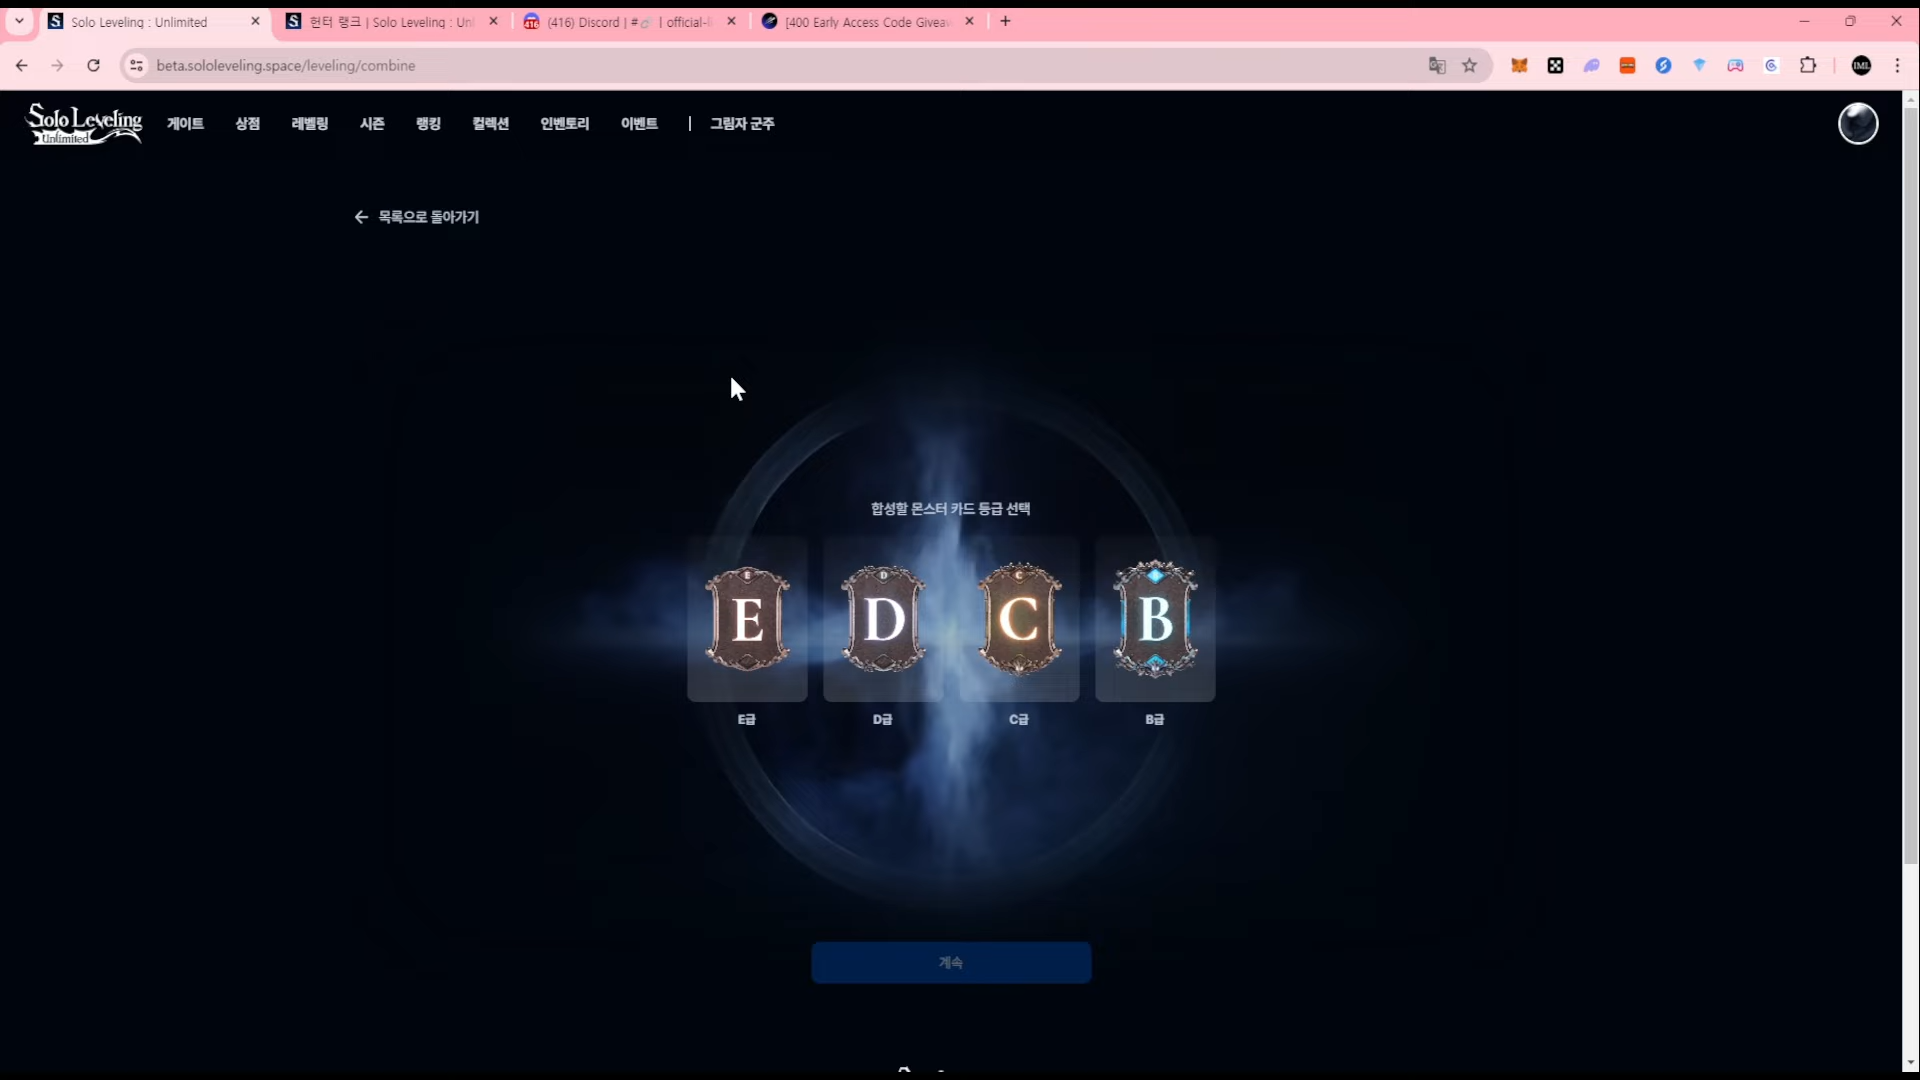 Solo Leveling : Unlimited
헌터 랭크 | Solo Leveling : Unl
(416) Discord | #
| official-l
[400 Early Access Code Giveaw
beta.sololeveling.space/leveling/combine
IML
Solo Leveling
Unlimited
게이트 상점 레벨링 시즌 랭킹 컬렉션 인벤토리 이벤트 | 그림자 군주
목록으로 돌아가기
합성할 몬스터 카드 등급 선택
E D C B
E급 D급 C급 B급
계속